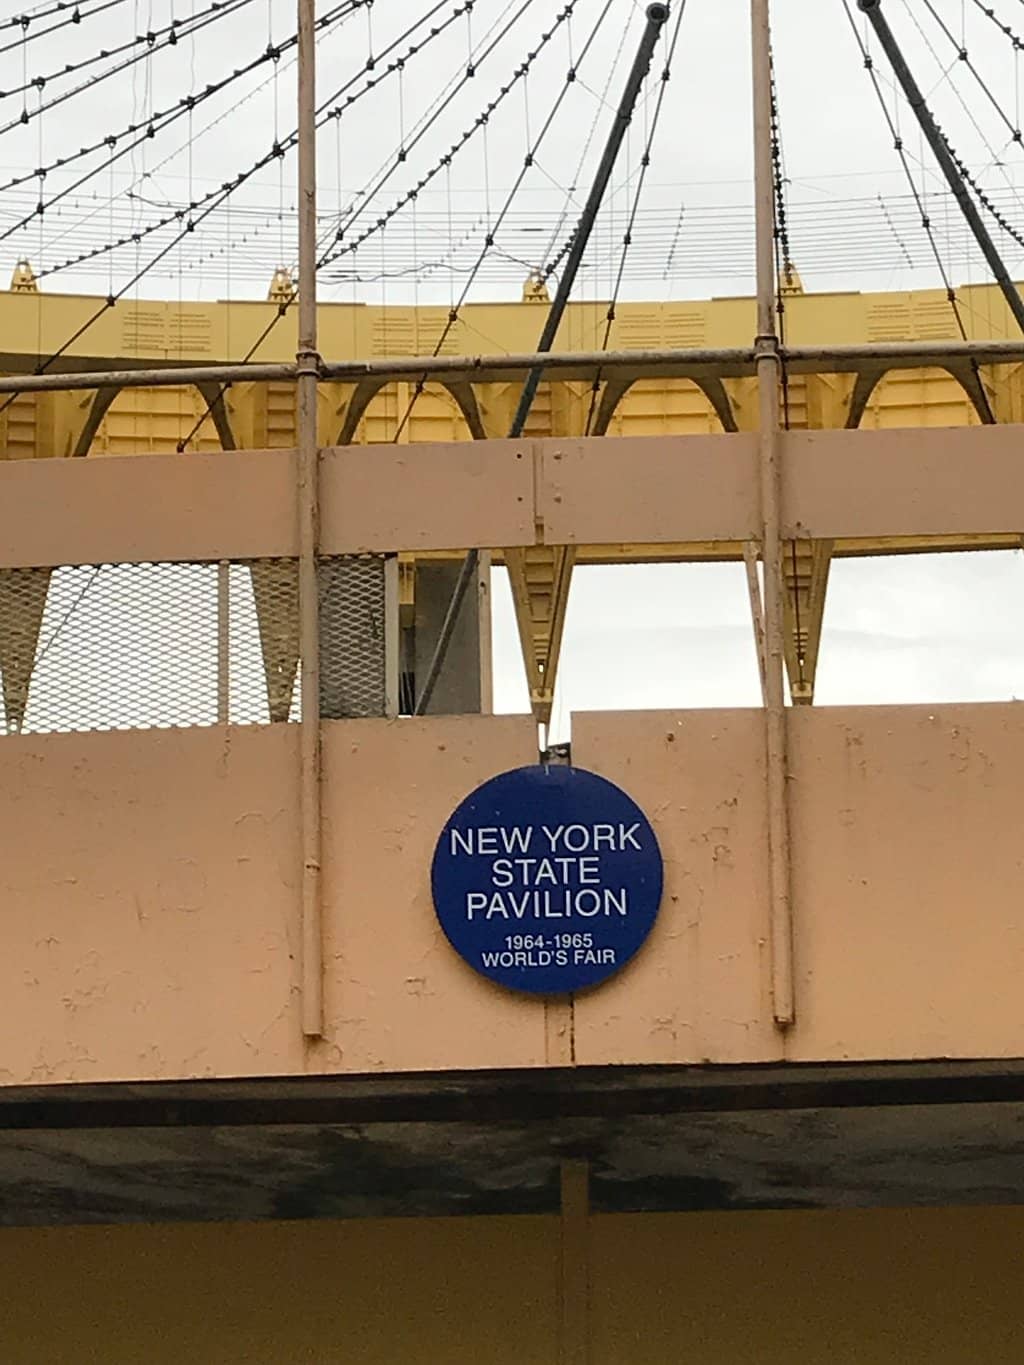 NEW YORK
STATE
PAVILION
1964-1965
WORLD'S FAIR